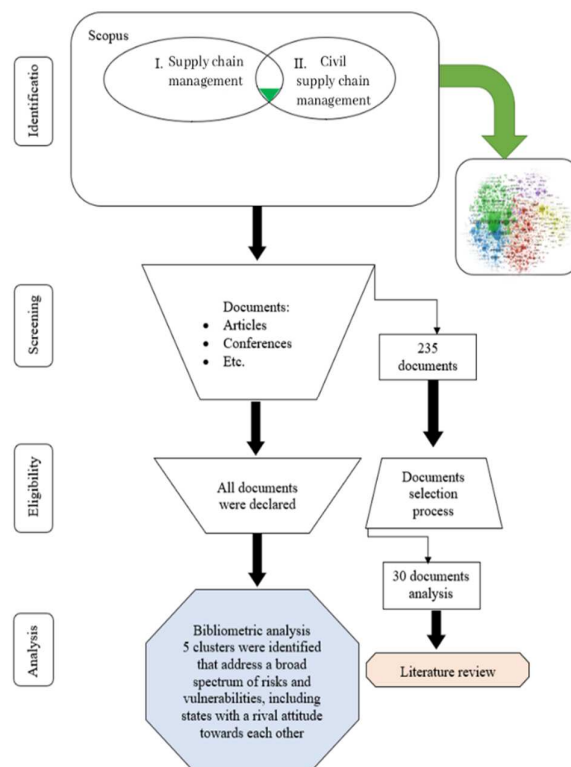 Scopus
I. Supply chain
management
II. Civil
supply chain
management
Identificatio
Screening
Documents:
• Articles
• Conferences
• Etc.
235
documents
Eligibility
All documents
were declared
Documents
selection
process
30 documents
analysis
Analysis
Bibliometric analysis
5 clusters were identified
that address a broad
spectrum of risks and
vulnerabilities, including
states with a rival attitude
towards each other
Literature review